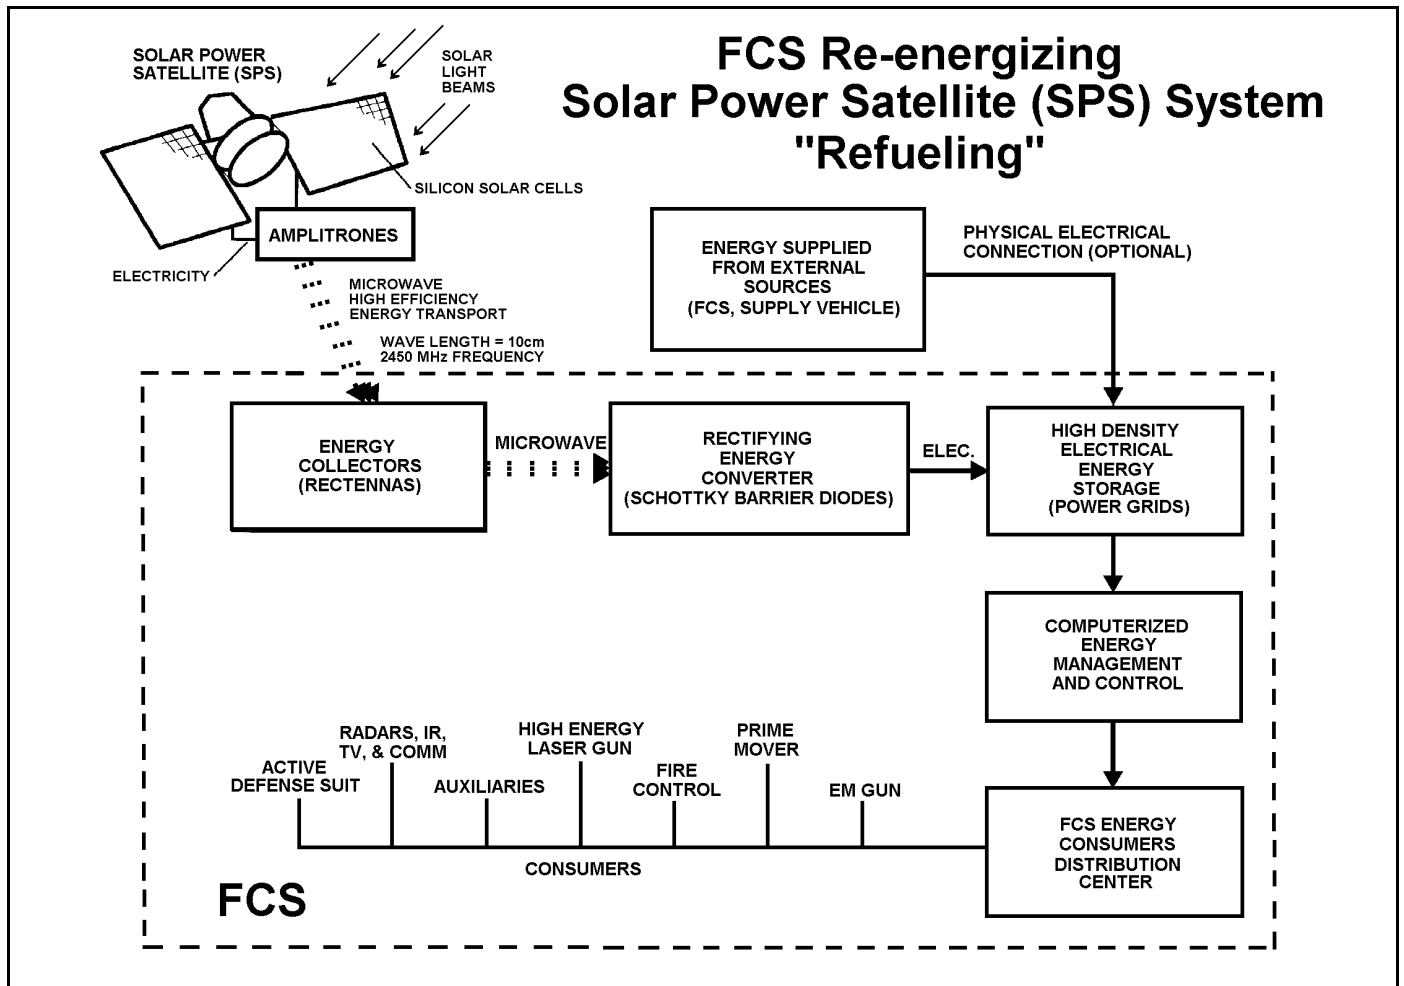 FCS Re-energizing
Solar Power Satellite (SPS) System
"Refueling"
SOLAR POWER
SATELLITE (SPS)
SOLAR
LIGHT
BEAMS
SILICON SOLAR CELLS
AMPLITRONES
ELECTRICITY
MICROWAVE
HIGH EFFICIENCY
ENERGY TRANSPORT
WAVE LENGTH = 10cm
2450 MHz FREQUENCY
ENERGY SUPPLIED
FROM EXTERNAL
SOURCES
(FCS, SUPPLY VEHICLE)
PHYSICAL ELECTRICAL
CONNECTION (OPTIONAL)
ENERGY
COLLECTORS
(RECTENNAS)
MICROWAVE
RECTIFYING
ENERGY
CONVERTER
(SCHOTTKY BARRIER DIODES)
ELEC.
HIGH DENSITY
ELECTRICAL
ENERGY
STORAGE
(POWER GRIDS)
COMPUTERIZED
ENERGY
MANAGEMENT
AND CONTROL
FCS ENERGY
CONSUMERS
DISTRIBUTION
CENTER
ACTIVE
DEFENSE SUIT
RADARS, IR,
TV, & COMM
AUXILIARIES
HIGH ENERGY
LASER GUN
FIRE
CONTROL
PRIME
MOVER
EM GUN
CONSUMERS
FCS